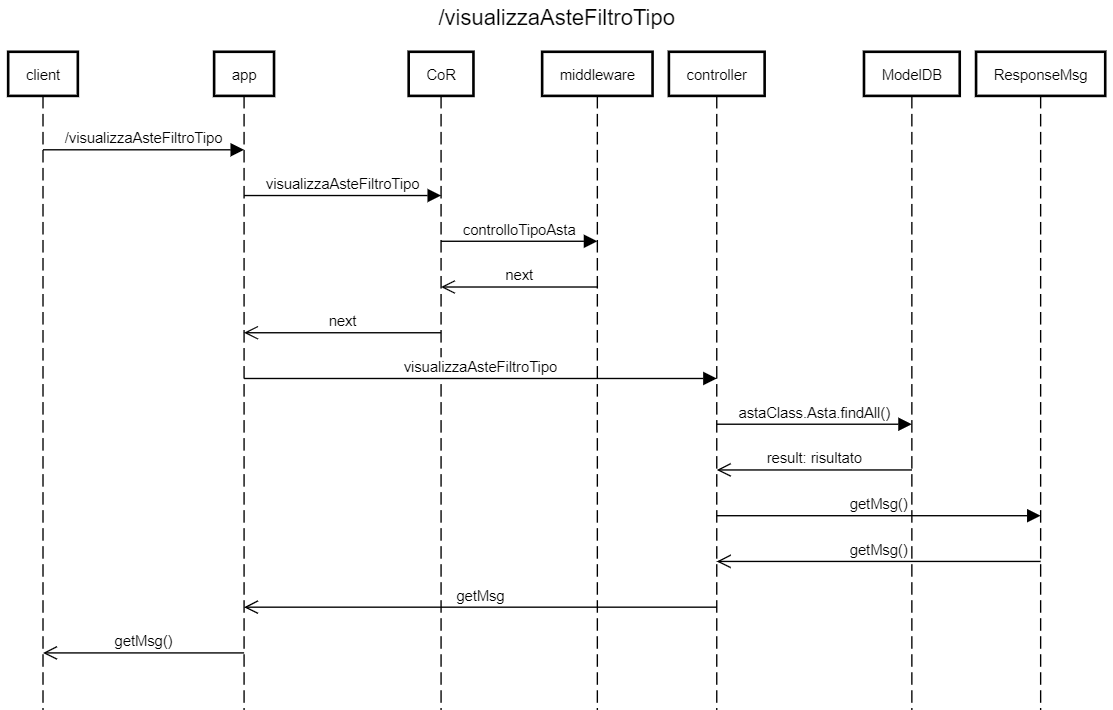 /visualizzaAsteFiltroTipo
client
app
CoR
middleware
controller
ModelDB
ResponseMsg
/visualizzaAsteFiltroTipo
visualizzaAsteFiltroTipo
controlloTipoAsta
next
next
visualizzaAsteFiltroTipo
astaClass.Asta.findAll()
result: risultato
getMsg()
getMsg()
getMsg
getMsg()